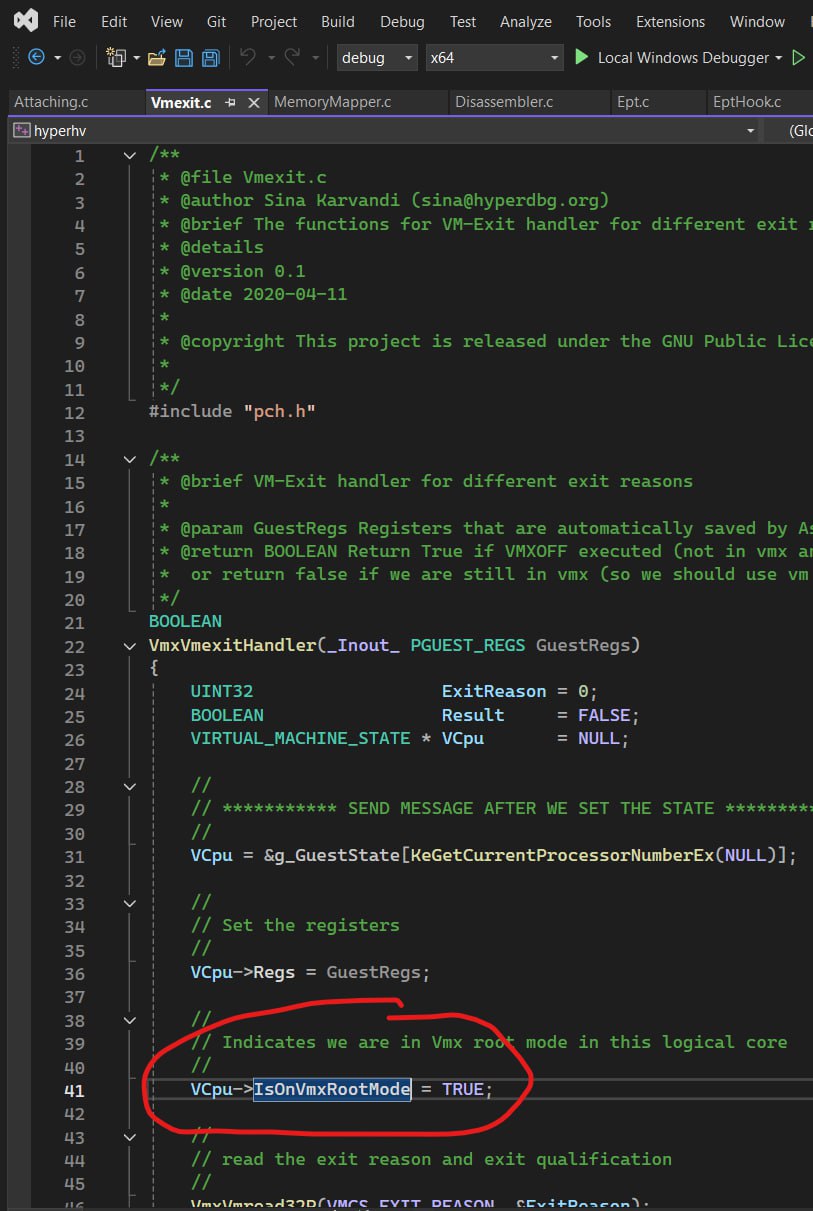 File Edit View Git Project Build Debug Test Analyze Tools Extensions Window
debug x64 Local Windows Debugger
Attaching.c Vmexit.c MemoryMapper.c Disassembler.c Ept.c EptHook.c
hyperhv (Glo
1 /**
2 * @file Vmexit.c
3 * @author Sina Karvandi (sina@hyperdbg.org)
4 * @brief The functions for VM-Exit handler for different exit r
5 * @details
6 * @version 0.1
7 * @date 2020-04-11
8 *
9 * @copyright This project is released under the GNU Public Lice
10 *
11 */
12 #include "pch.h"
13
14 /**
15 * @brief VM-Exit handler for different exit reasons
16 *
17 * @param GuestRegs Registers that are automatically saved by As
18 * @return BOOLEAN Return True if VMXOFF executed (not in vmx an
19 * or return false if we are still in vmx (so we should use vm
20 */
21 BOOLEAN
22 VmxVmexitHandler(_Inout_ PGUEST_REGS GuestRegs)
23 {
24 UINT32 ExitReason = 0;
25 BOOLEAN Result = FALSE;
26 VIRTUAL_MACHINE_STATE * VCpu = NULL;
27
28 //
29 // *********** SEND MESSAGE AFTER WE SET THE STATE *********
30 //
31 VCpu = &g_GuestState[KeGetCurrentProcessorNumberEx(NULL)];
32
33 //
34 // Set the registers
35 //
36 VCpu->Regs = GuestRegs;
37
38 //
39 // Indicates we are in Vmx root mode in this logical core
40 //
41 VCpu->IsOnVmxRootMode = TRUE;
42
43 //
44 // read the exit reason and exit qualification
45 //
46 VmxVmread32P(VMCS_EXIT_REASON, &ExitReason);